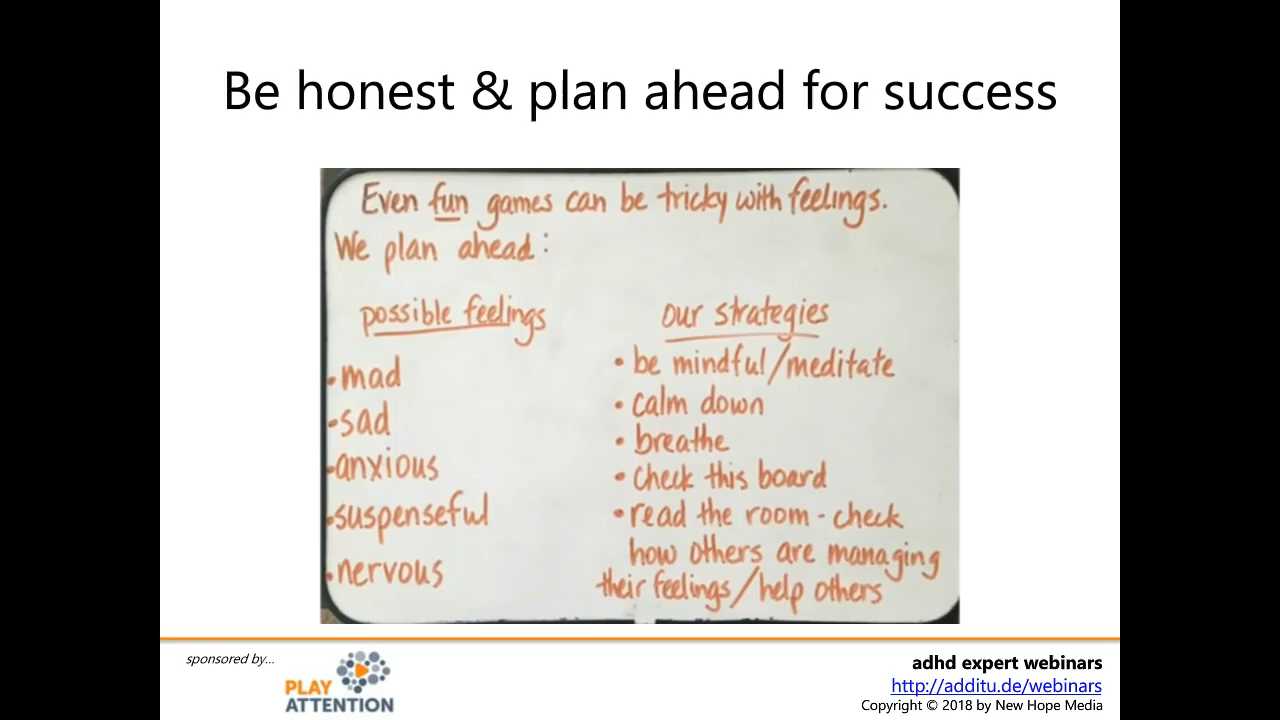 Be honest & plan ahead for success
Even fun games can be tricky with feelings.
We plan ahead:
possible feelings
•mad
•sad
•anxious
•suspenseful
•nervous
our strategies
• be mindful/meditate
• calm down
• breathe
• check this board
• read the room - check
how others are managing
their feelings/help others
sponsored by...
PLAY
ATTENTION
adhd expert webinars
http://additu.de/webinars
Copyright © 2018 by New Hope Media